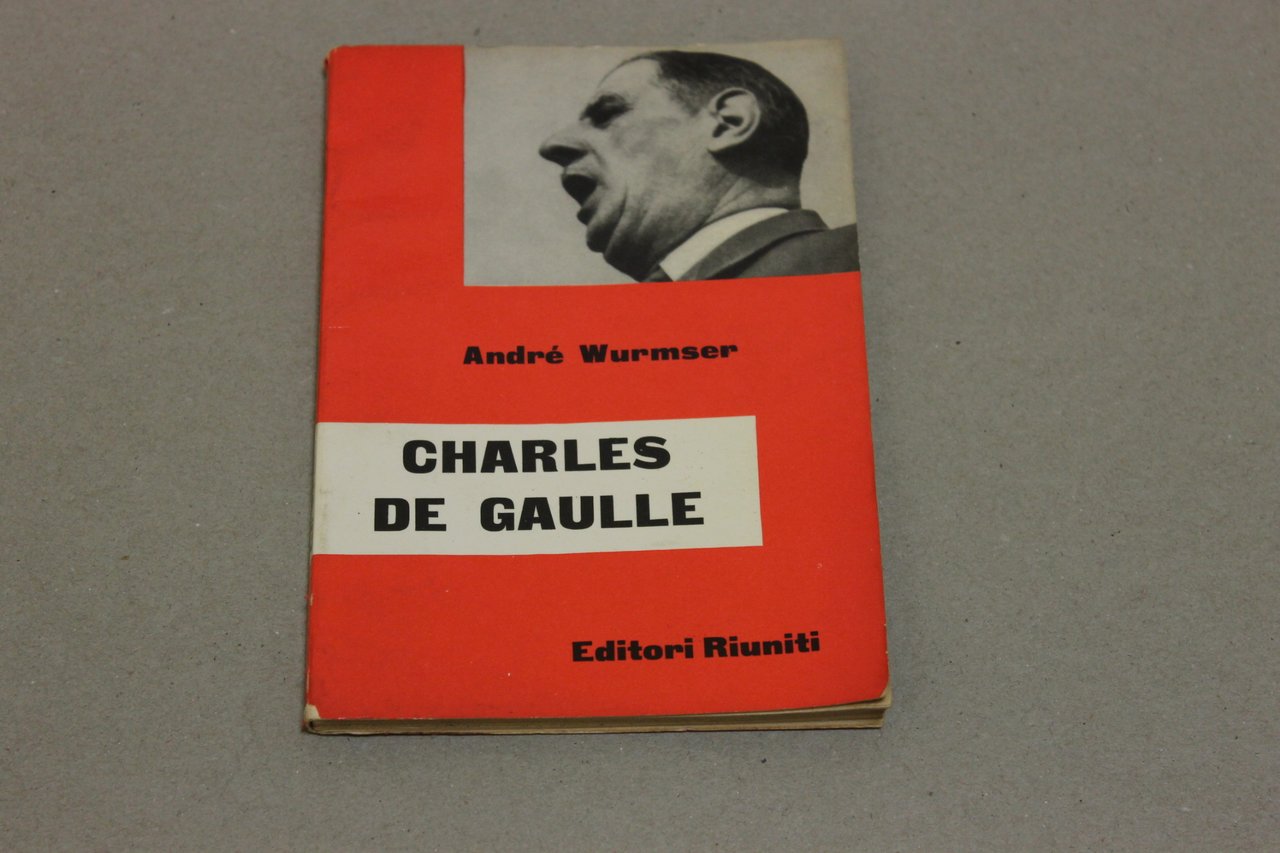 André Wurmser
CHARLES
DE GAULLE
Editori Riuniti